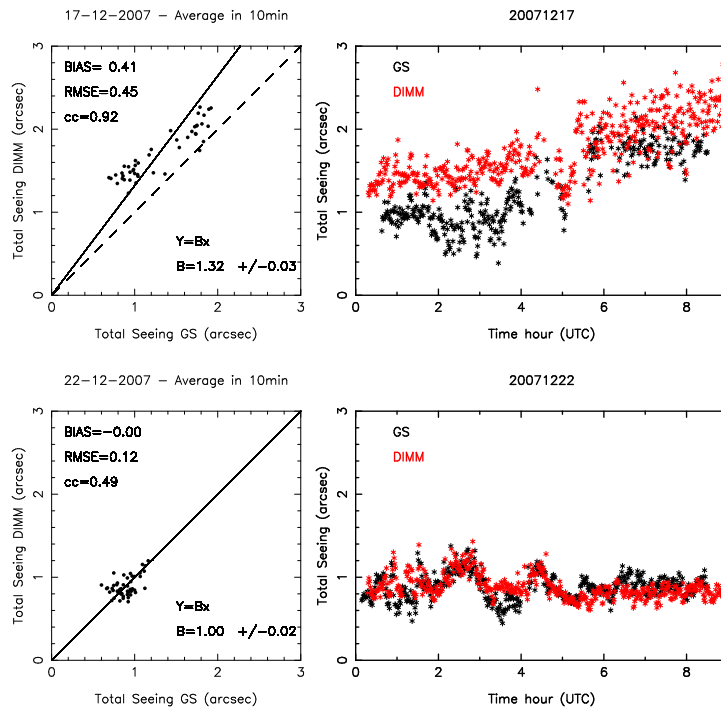 17-12-2007 - Average in 10min
3
2
1
0
Total Seeing DIMM (arcsec)
BIAS= 0.41
RMSE=0.45
cc=0.92
Y=Bx
B=1.32 +/-0.03
0 1 2 3
Total Seeing GS (arcsec)
20071217
3
2
1
0
Total Seeing (arcsec)
GS
DIMM
0 2 4 6 8
Time hour (UTC)
22-12-2007 - Average in 10min
3
2
1
0
Total Seeing DIMM (arcsec)
BIAS=-0.00
RMSE=0.12
cc=0.49
Y=Bx
B=1.00 +/-0.02
0 1 2 3
Total Seeing GS (arcsec)
20071222
3
2
1
0
Total Seeing (arcsec)
GS
DIMM
0 2 4 6 8
Time hour (UTC)